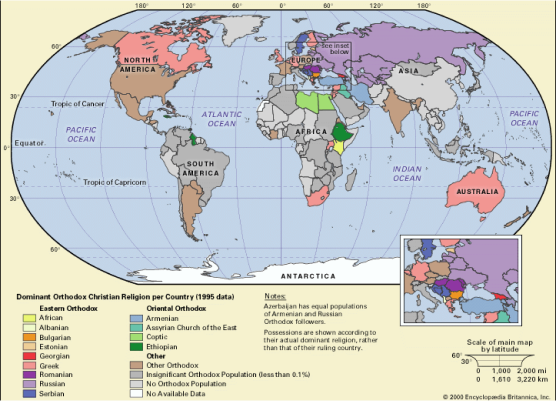 180°
120°
60°
0°
60°
120°
180°
60°
NORTH
AMERICA
EUROPE
See inset
below
ASIA
30°
Tropic of Cancer
ATLANTIC
OCEAN
PACIFIC
OCEAN
PACIFIC
OCEAN
AFRICA
Equator
0°
0°
SOUTH
AMERICA
INDIAN
OCEAN
Tropic of Capricorn
AUSTRALIA
30°
30°
60°
60°
ANTARCTICA
Dominant Orthodox Christian Religion per Country (1995 data)
Eastern Orthodox
African
Albanian
Bulgarian
Estonian
Georgian
Greek
Romanian
Russian
Serbian
Oriental Orthodox
Armenian
Assyrian Church of the East
Coptic
Ethiopian
Other
Other Orthodox
Insignificant Orthodox Population (less than 0.1%)
No Orthodox Population
No Available Data
Notes:
Azerbaijan has equal populations
of Armenian and Russian
Orthodox followers.
Possessions are shown according to
their actual dominant religion, rather
than that of their ruling country.
Scale of main map
by latitude
60°
30°
0 1,000 2,000 mi
0 1,610 3,220 km
© 2000 Encyclopædia Britannica, Inc.